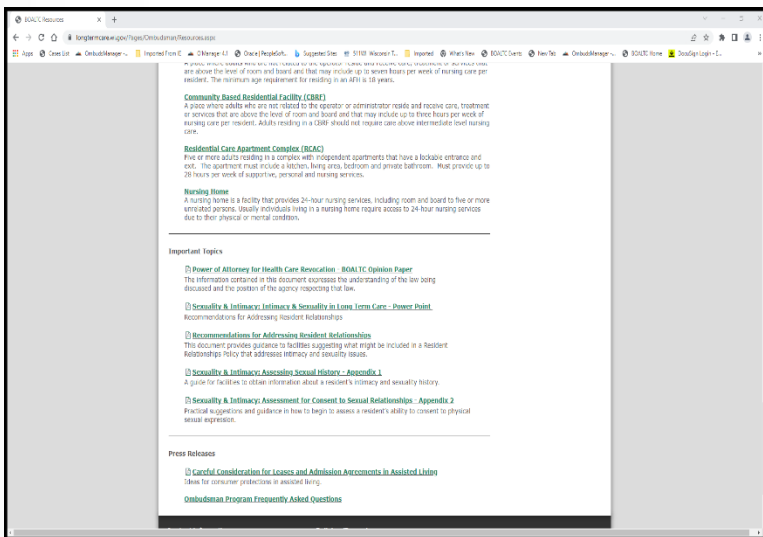 BOALTC Resources
longtermcare.wi.gov/Pages/Ombudsman/Resources.aspx
Apps Cases List OmbudsManager-... Imported From IE Oracle | PeopleSoft... Suggested Sites 51103 Wisconsin T... Imported What's New BOALTC Events New Tab OmbudsManager-... BOALTC Home DocuSign Login - E...
are above the level of room and board and that may include up to seven hours per week of nursing care per
resident. The minimum age requirement for residing in an AFH is 18 years.
Community Based Residential Facility (CBRF)
A place where adults who are not related to the operator or administrator reside and receive care, treatment
or services that are above the level of room and board and that may include up to three hours per week of
nursing care per resident. Adults residing in a CBRF should not require care above intermediate level nursing
care.
Residential Care Apartment Complex (RCAC)
Five or more adults residing in a complex with independent apartments that have a lockable entrance and
exit. The apartment must include a kitchen, living area, bedroom and private bathroom. Must provide up to
28 hours per week of supportive, personal and nursing services.
Nursing Home
A nursing home is a facility that provides 24-hour nursing services, including room and board to five or more
unrelated persons. Usually individuals living in a nursing home require access to 24-hour nursing services
due to their physical or mental condition.
Important Topics
Power of Attorney for Health Care Revocation - BOALTC Opinion Paper
The information contained in this document expresses the understanding of the law being
discussed and the position of the agency respecting that law.
Sexuality & Intimacy: Intimacy & Sexuality in Long Term Care - Power Point
Recommendations for Addressing Resident Relationships
Recommendations for Addressing Resident Relationships
This document provides guidance to facilities suggesting what might be included in a Resident
Relationships Policy that addresses intimacy and sexuality issues.
Sexuality & Intimacy: Assessing Sexual History - Appendix 1
A guide for facilities to obtain information about a resident's intimacy and sexuality history.
Sexuality & Intimacy: Assessment for Consent to Sexual Relationships - Appendix 2
Practical suggestions and guidance in how to begin to assess a resident's ability to consent to physical
sexual expression.
Press Releases
Careful Consideration for Leases and Admission Agreements in Assisted Living
Ideas for consumer protections in assisted living.
Ombudsman Program Frequently Asked Questions